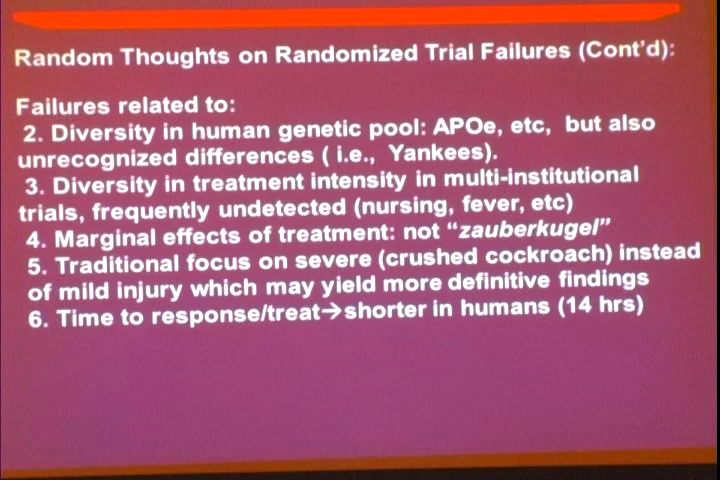 Random Thoughts on Randomized Trial Failures (Cont'd):
Failures related to:
2. Diversity in human genetic pool: APOe, etc, but also
unrecognized differences ( i.e., Yankees).
3. Diversity in treatment intensity in multi-institutional
trials, frequently undetected (nursing, fever, etc)
4. Marginal effects of treatment: not "zauberkugel"
5. Traditional focus on severe (crushed cockroach) instead
of mild injury which may yield more definitive findings
6. Time to response/treat→shorter in humans (14 hrs)